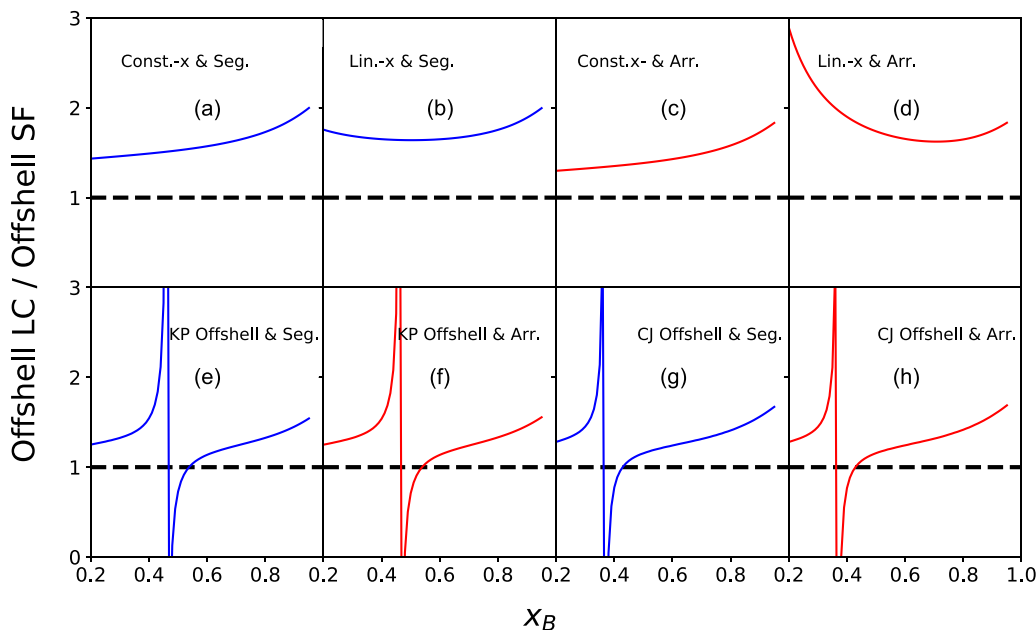 Offshell LC / Offshell SF
3
2
1
Const.-x & Seg.
(a)
Lin.-x & Seg.
(b)
Const.x- & Arr.
(c)
Lin.-x & Arr.
(d)
3
2
1
0
KP Offshell & Seg.
(e)
KP Offshell & Arr.
(f)
CJ Offshell & Seg.
(g)
CJ Offshell & Arr.
(h)
0.2 0.4 0.6 0.8 0.2 0.4 0.6 0.8 0.2 0.4 0.6 0.8 0.2 0.4 0.6 0.8 1.0
x_B